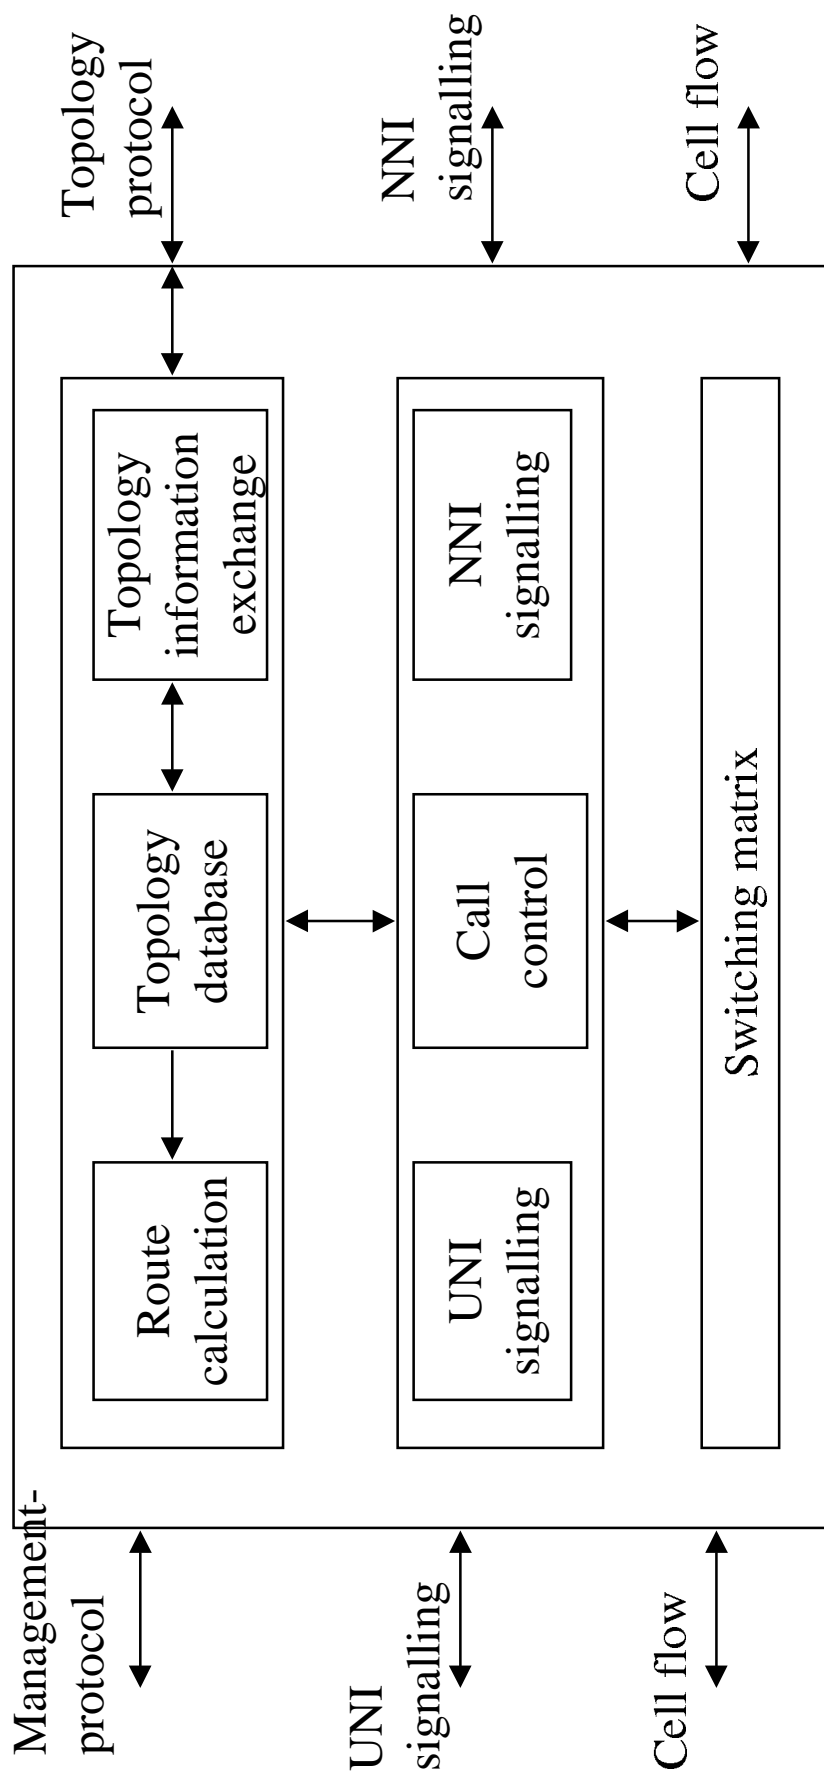 Management-
protocol
Route
calculation
Topology
database
Topology
information
exchange
Topology
protocol
UNI
signalling
UNI
signalling
Call
control
NNI
signalling
NNI
signalling
Cell flow
Switching matrix
Cell flow